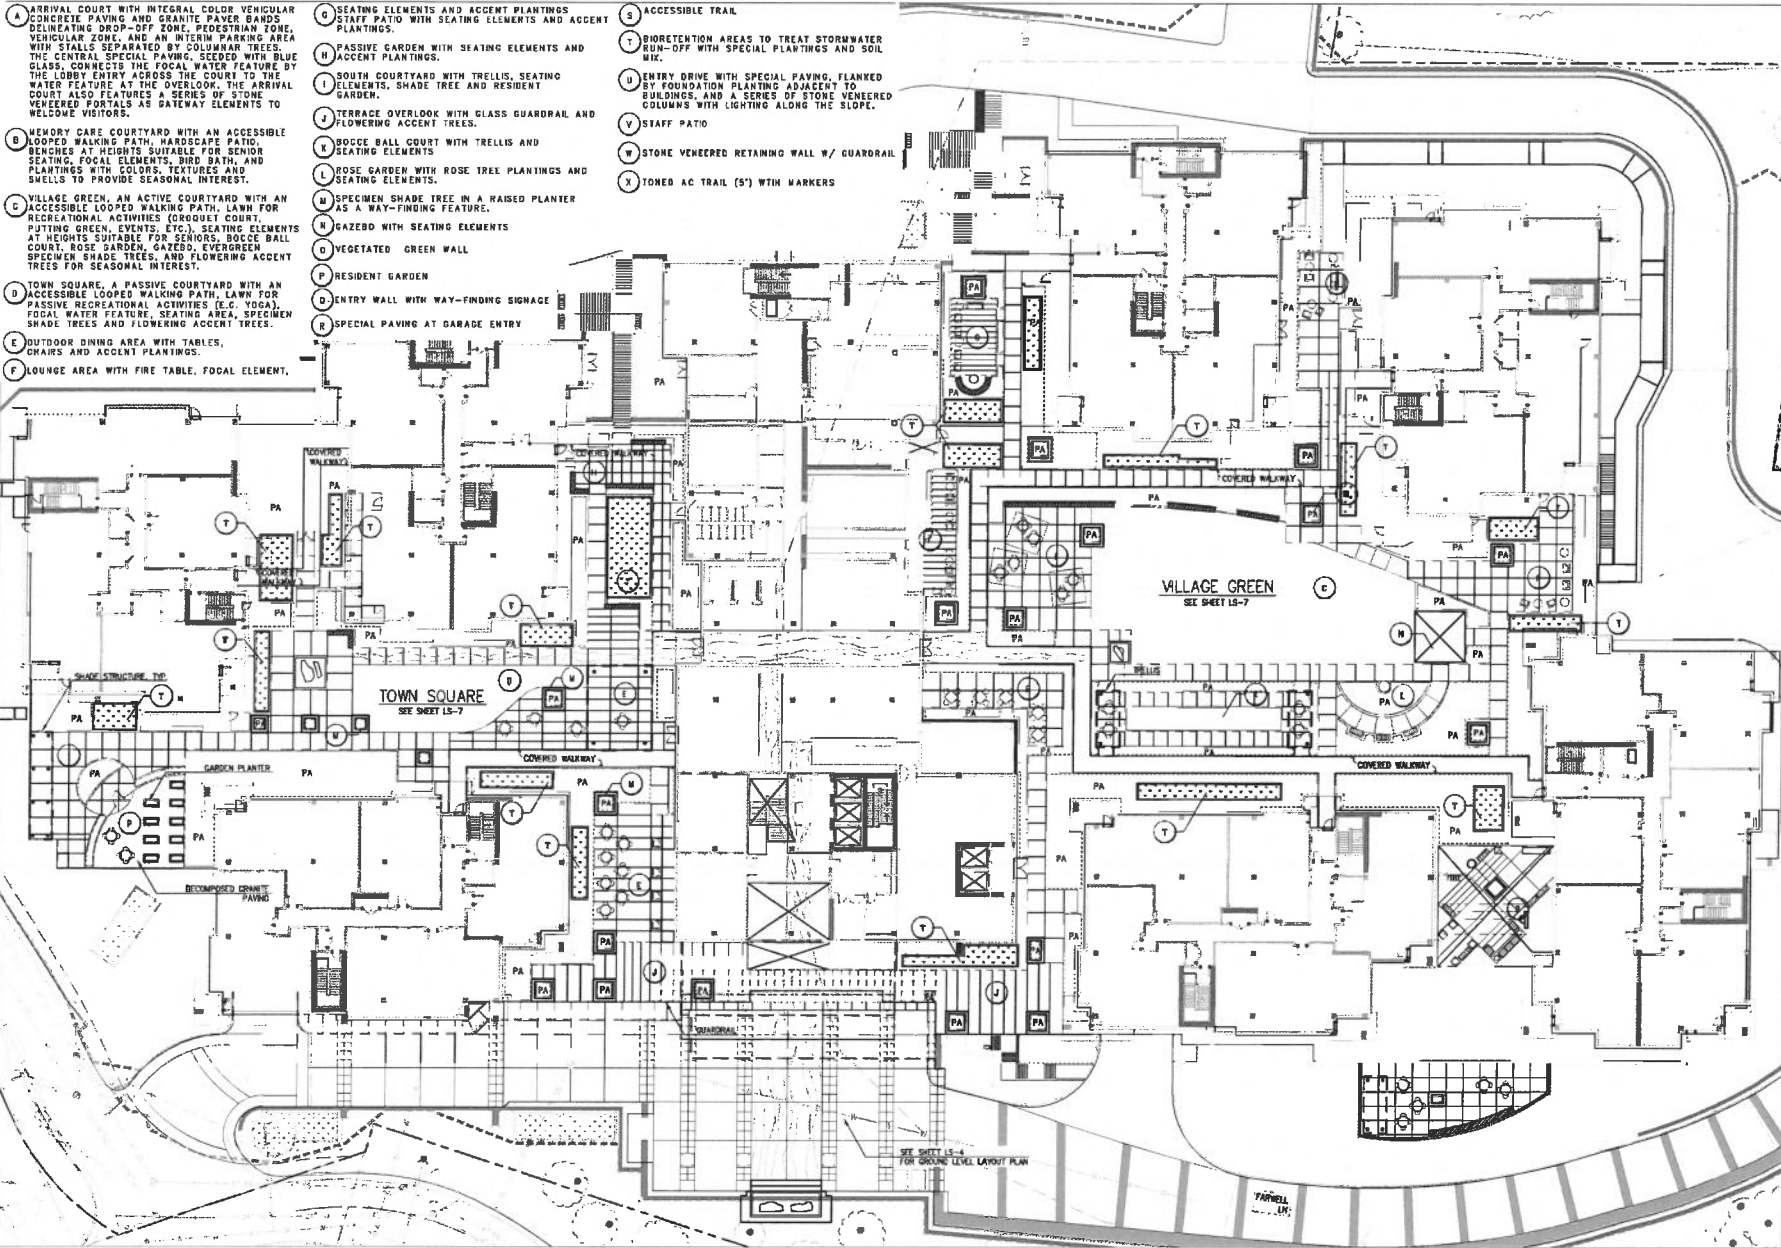 A ARRIVAL COURT WITH INTEGRAL COLOR VEHICULAR
CONCRETE PAVING AND GRANITE PAVER BANDS
DELINEATING DROP-OFF ZONE, PEDESTRIAN ZONE,
VEHICULAR ZONE, AND AN INTERIM PARKING AREA
WITH STALLS SEPARATED BY COLUMNAR TREES.
THE CENTRAL SPECIAL PAVING, SEEDED WITH BLUE
GLASS, CONNECTS THE FOCAL WATER FEATURE BY
THE LOBBY ENTRY ACROSS THE COURT TO THE
WATER FEATURE AT THE OVERLOOK. THE ARRIVAL
COURT ALSO FEATURES A SERIES OF STONE
VENEERED PORTALS AS GATEWAY ELEMENTS TO
WELCOME VISITORS.
B MEMORY CARE COURTYARD WITH AN ACCESSIBLE
LOOPED WALKING PATH, HARDSCAPE PATIO,
BENCHES AT HEIGHTS SUITABLE FOR SENIOR
SEATING, FOCAL ELEMENTS, BIRD BATH, AND
PLANTINGS WITH COLORS, TEXTURES AND
SMELLS TO PROVIDE SEASONAL INTEREST.
C VILLAGE GREEN, AN ACTIVE COURTYARD WITH AN
ACCESSIBLE LOOPED WALKING PATH, LAWN FOR
RECREATIONAL ACTIVITIES (CROQUET COURT,
PUTTING GREEN, EVENTS, ETC.), SEATING ELEMENTS
AT HEIGHTS SUITABLE FOR SENIORS, BOCCE BALL
COURT, ROSE GARDEN, GAZEBO, EVERGREEN
SPECIMEN SHADE TREES, AND FLOWERING ACCENT
TREES FOR SEASONAL INTEREST.
D TOWN SQUARE, A PASSIVE COURTYARD WITH AN
ACCESSIBLE LOOPED WALKING PATH, LAWN FOR
PASSIVE RECREATIONAL ACTIVITIES (E.G. YOGA),
FOCAL WATER FEATURE, SEATING AREA, SPECIMEN
SHADE TREES AND FLOWERING ACCENT TREES.
E OUTDOOR DINING AREA WITH TABLES,
CHAIRS AND ACCENT PLANTINGS.
F LOUNGE AREA WITH FIRE TABLE, FOCAL ELEMENT,
G SEATING ELEMENTS AND ACCENT PLANTINGS
STAFF PATIO WITH SEATING ELEMENTS AND ACCENT
PLANTINGS.
H PASSIVE GARDEN WITH SEATING ELEMENTS AND
ACCENT PLANTINGS.
I SOUTH COURTYARD WITH TRELLIS, SEATING
ELEMENTS, SHADE TREE AND RESIDENT
GARDEN.
J TERRACE OVERLOOK WITH GLASS GUARDRAIL AND
FLOWERING ACCENT TREES.
K BOCCE BALL COURT WITH TRELLIS AND
SEATING ELEMENTS
L ROSE GARDEN WITH ROSE TREE PLANTINGS AND
SEATING ELEMENTS.
M SPECIMEN SHADE TREE IN A RAISED PLANTER
AS A WAY-FINDING FEATURE.
N GAZEBO WITH SEATING ELEMENTS
O VEGETATED GREEN WALL
P RESIDENT GARDEN
Q ENTRY WALL WITH WAY-FINDING SIGNAGE
R SPECIAL PAVING AT GARAGE ENTRY
S ACCESSIBLE TRAIL
T BIORETENTION AREAS TO TREAT STORMWATER
RUN-OFF WITH SPECIAL PLANTINGS AND SOIL
MIX.
U ENTRY DRIVE WITH SPECIAL PAVING, FLANKED
BY FOUNDATION PLANTING ADJACENT TO
BUILDINGS, AND A SERIES OF STONE VENEERED
COLUMNS WITH LIGHTING ALONG THE SLOPE.
V STAFF PATIO
W STONE VENEERED RETAINING WALL W/ GUARDRAIL
X TONED AC TRAIL (5') WTIH MARKERS
COVERED
WALKWAY
COVERED WALKWAY
COVERED WALKWAY
COVERED
WALKWAY
VILLAGE GREEN
SEE SHEET LS-7
C
TRELLIS
SHADE STRUCTURE, TYP
TOWN SQUARE
SEE SHEET LS-7
D
COVERED WALKWAY
COVERED WALKWAY
GARDEN PLANTER
DECOMPOSED GRANITE
PAVING
GUARDRAIL
SEE SHEET LS-4
FOR GROUND LEVEL LAYOUT PLAN
FARWELL
LN